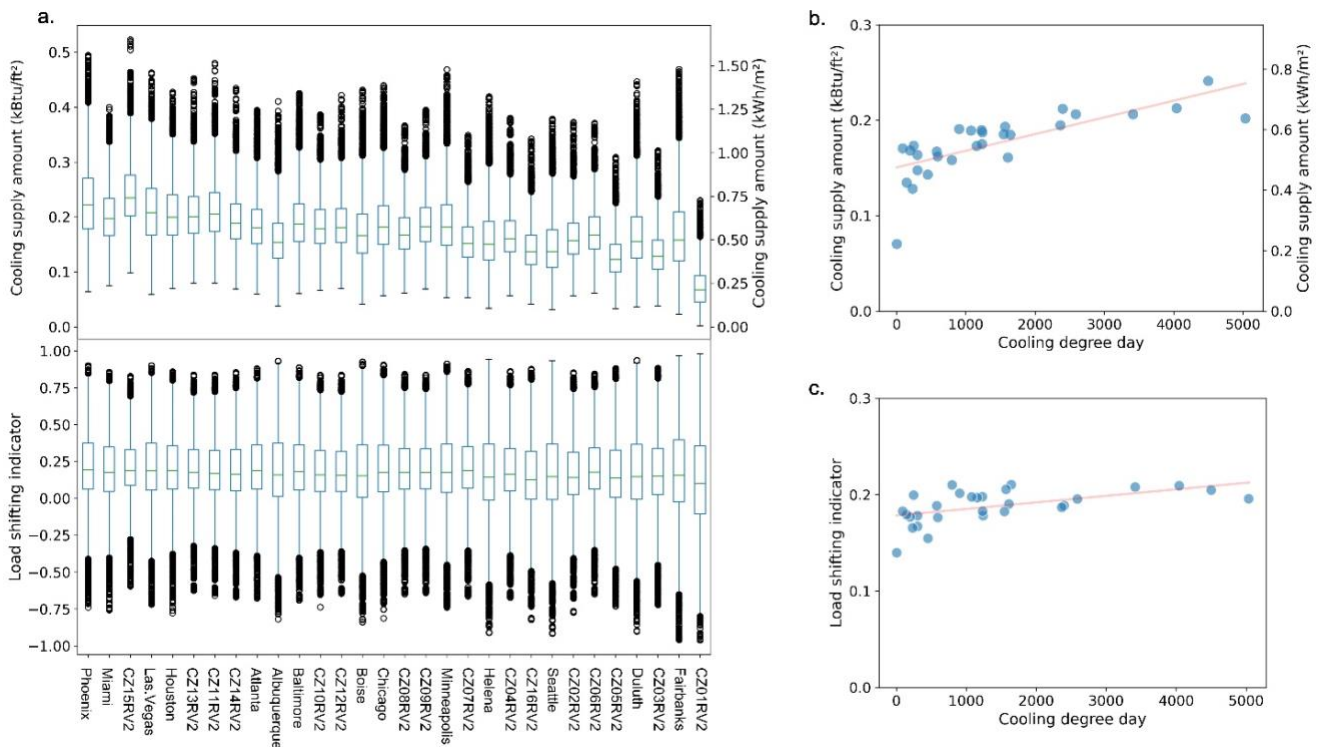 a.
Cooling supply amount (kBtu/ft²)
0.5
0.4
0.3
0.2
0.1
0.0
1.50
1.25
1.00
0.75
0.50
0.25
0.00
Cooling supply amount (kWh/m²)
Load shifting indicator
1.00
0.75
0.50
0.25
0.00
−0.25
−0.50
−0.75
−1.00
Phoenix
Miami
CZ15RV2
Las.Vegas
Houston
CZ13RV2
CZ11RV2
CZ14RV2
Atlanta
Albuquerque
Baltimore
CZ10RV2
CZ12RV2
Boise
Chicago
CZ08RV2
CZ09RV2
Minneapolis
CZ07RV2
Helena
CZ04RV2
CZ16RV2
Seattle
CZ02RV2
CZ06RV2
CZ05RV2
Duluth
CZ03RV2
Fairbanks
CZ01RV2
b.
Cooling supply amount (kBtu/ft²)
0.3
0.2
0.1
0.0
0.8
0.6
0.4
0.2
0.0
Cooling supply amount (kWh/m²)
0 1000 2000 3000 4000 5000
Cooling degree day
c.
Load shifting indicator
0.3
0.2
0.1
0.0
0 1000 2000 3000 4000 5000
Cooling degree day